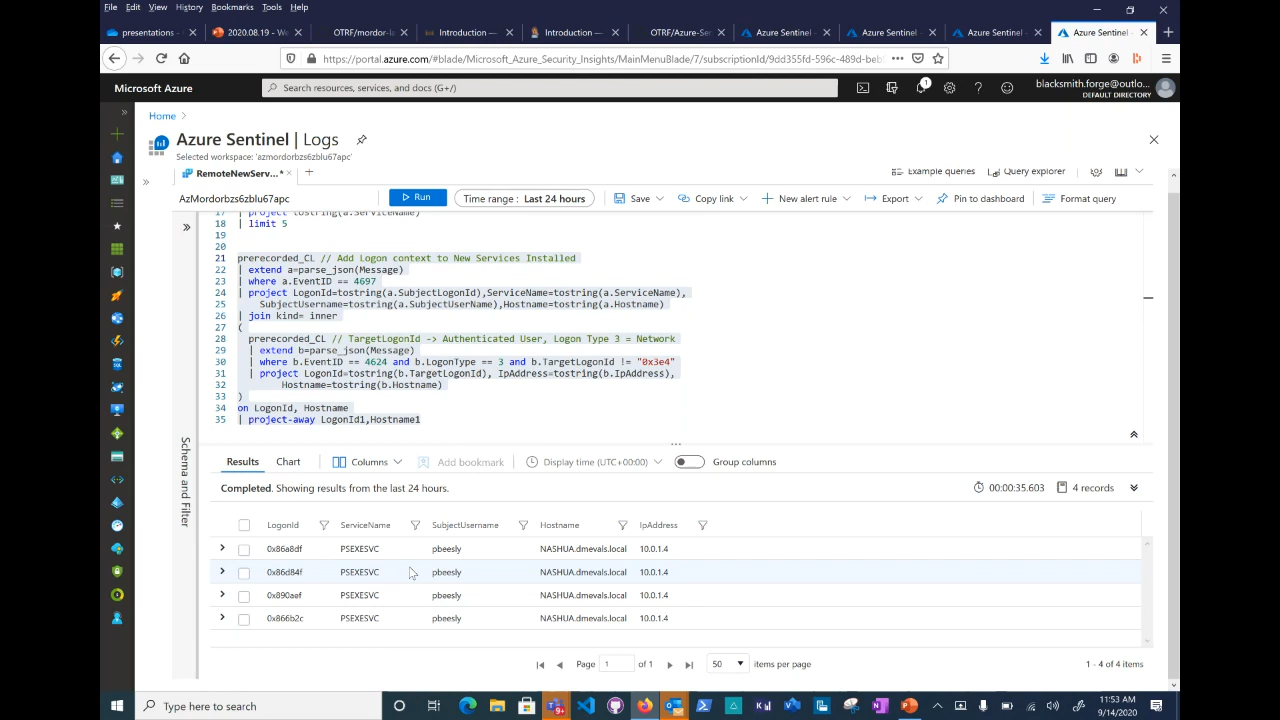 File Edit View History Bookmarks Tools Help
presentations - 2020.08.19 - We OTRF/mordor-la Introduction — Introduction — OTRF/Azure-Se Azure Sentinel - Azure Sentinel - Azure Sentinel - Azure Sentinel -
https://portal.azure.com/#blade/Microsoft_Azure_Security_Insights/MainMenuBlade/7/subscriptionId/9dd355fd-596c-489d-beb
Microsoft Azure Search resources, services, and docs (G+/) 1 blacksmith.forge@outlo...
DEFAULT DIRECTORY
Home >
Azure Sentinel | Logs
Selected workspace: 'azmordorbzs6zblu67apc'
RemoteNewServ...* Example queries Query explorer
AzMordorbzs6zblu67apc Run Time range : Last 24 hours Save Copy link New alert rule Export Pin to dashboard Format query
17 | project tostring(a.ServiceName)
18 | limit 5
19
20
21 prerecorded_CL // Add Logon context to New Services Installed
22 | extend a=parse_json(Message)
23 | where a.EventID == 4697
24 | project LogonId=tostring(a.SubjectLogonId),ServiceName=tostring(a.ServiceName),
25 SubjectUsername=tostring(a.SubjectUserName),Hostname=tostring(a.Hostname)
26 | join kind= inner
27 (
28 prerecorded_CL // TargetLogonId -> Authenticated User, Logon Type 3 = Network
29 | extend b=parse_json(Message)
30 | where b.EventID == 4624 and b.LogonType == 3 and b.TargetLogonId != "0x3e4"
31 | project LogonId=tostring(b.TargetLogonId), IpAddress=tostring(b.IpAddress),
32 Hostname=tostring(b.Hostname)
33 )
34 on LogonId, Hostname
35 | project-away LogonId1,Hostname1
Schema and Filter
Results Chart Columns Add bookmark Display time (UTC+00:00) Group columns
Completed. Showing results from the last 24 hours. 00:00:35.603 4 records
LogonId ServiceName SubjectUsername Hostname IpAddress
0x86a8df PSEXESVC pbeesly NASHUA.dmevals.local 10.0.1.4
0x86d84f PSEXESVC pbeesly NASHUA.dmevals.local 10.0.1.4
0x890aef PSEXESVC pbeesly NASHUA.dmevals.local 10.0.1.4
0x866b2c PSEXESVC pbeesly NASHUA.dmevals.local 10.0.1.4
Page 1 of 1 50 items per page 1 - 4 of 4 items
Type here to search 9+ 11:53 AM
9/14/2020